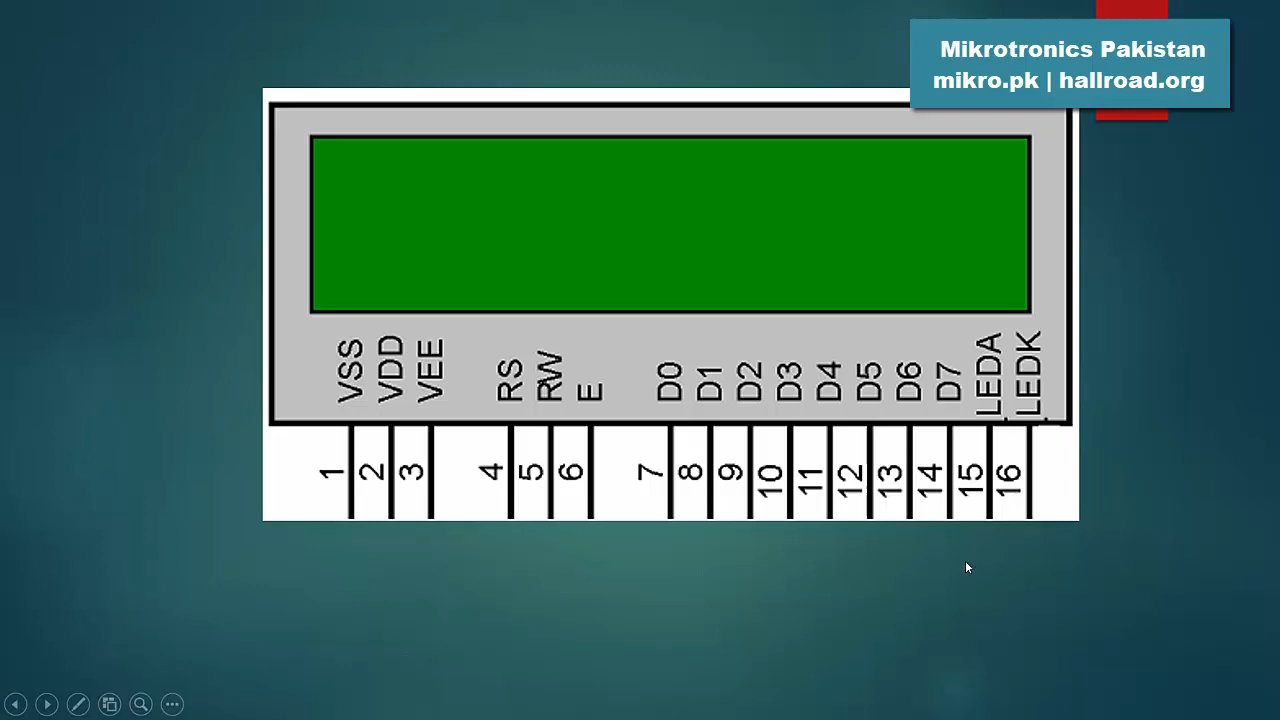 Mikrotronics Pakistan
mikro.pk | hallroad.org
VSS VDD VEE RS RW E D0 D1 D2 D3 D4 D5 D6 D7 LEDA LEDK
1 2 3 4 5 6 7 8 9 10 11 12 13 14 15 16